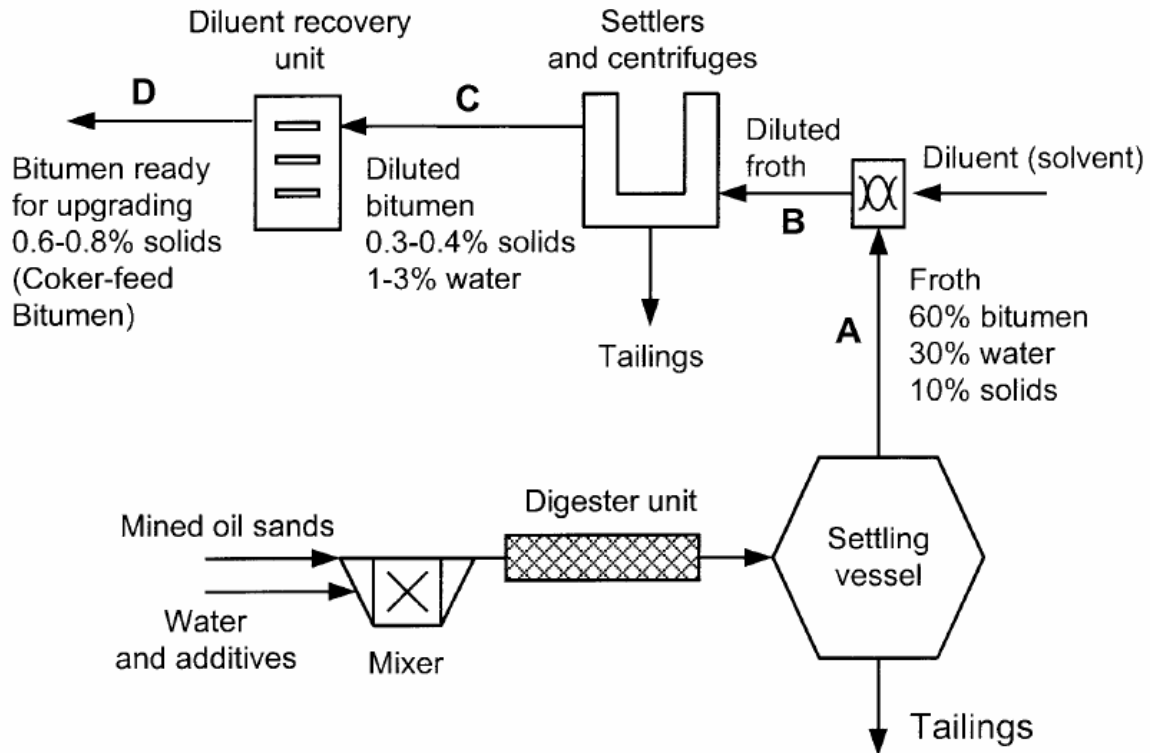 Diluent recovery
unit
Settlers
and centrifuges
D
C
Diluted
froth
Diluent (solvent)
B
Bitumen ready
for upgrading
0.6-0.8% solids
(Coker-feed
Bitumen)
Diluted
bitumen
0.3-0.4% solids
1-3% water
Tailings
A
Froth
60% bitumen
30% water
10% solids
Mined oil sands
Water
and additives
Mixer
Digester unit
Settling
vessel
Tailings